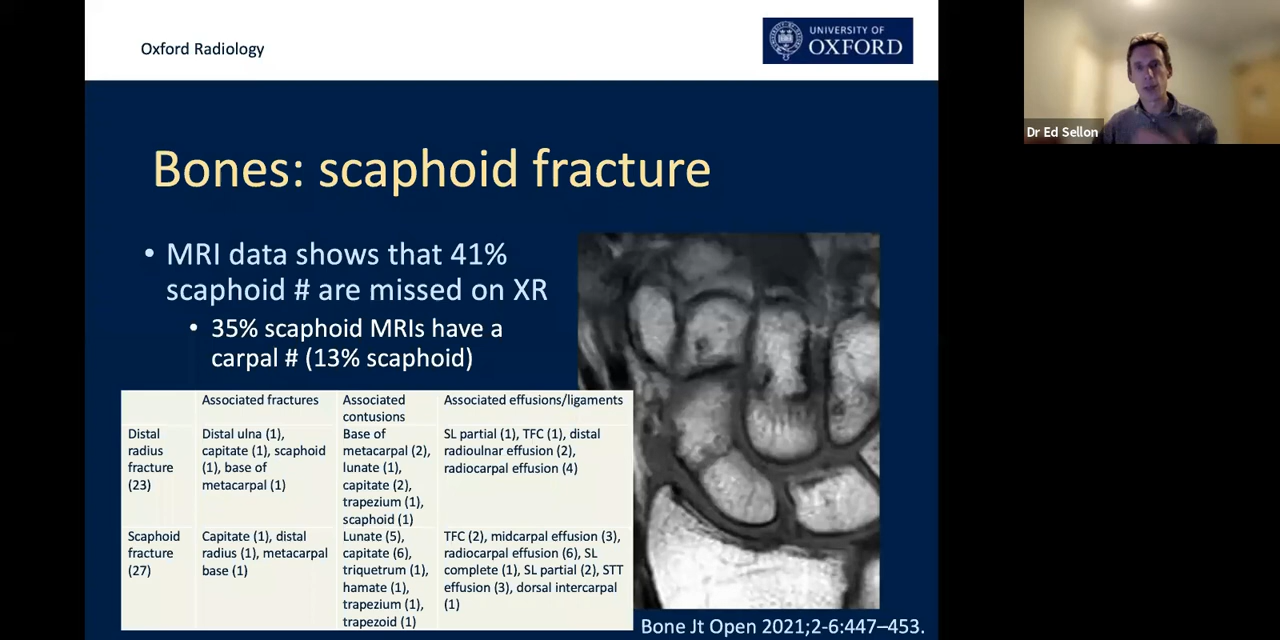 Oxford Radiology
UNIVERSITY OF
OXFORD
Dr Ed Sellon
Bones: scaphoid fracture
• MRI data shows that 41%
scaphoid # are missed on XR
• 35% scaphoid MRIs have a
carpal # (13% scaphoid)
Associated fractures
Associated
contusions
Associated effusions/ligaments
Distal
radius
fracture
(23)
Distal ulna (1),
capitate (1), scaphoid
(1), base of
metacarpal (1)
Base of
metacarpal (2),
lunate (1),
capitate (2),
trapezium (1),
scaphoid (1)
SL partial (1), TFC (1), distal
radioulnar effusion (2),
radiocarpal effusion (4)
Scaphoid
fracture
(27)
Capitate (1), distal
radius (1), metacarpal
base (1)
Lunate (5),
capitate (6),
triquetrum (1),
hamate (1),
trapezium (1),
trapezoid (1)
TFC (2), midcarpal effusion (3),
radiocarpal effusion (6), SL
complete (1), SL partial (2), STT
effusion (3), dorsal intercarpal
(1)
Bone Jt Open 2021;2-6:447–453.